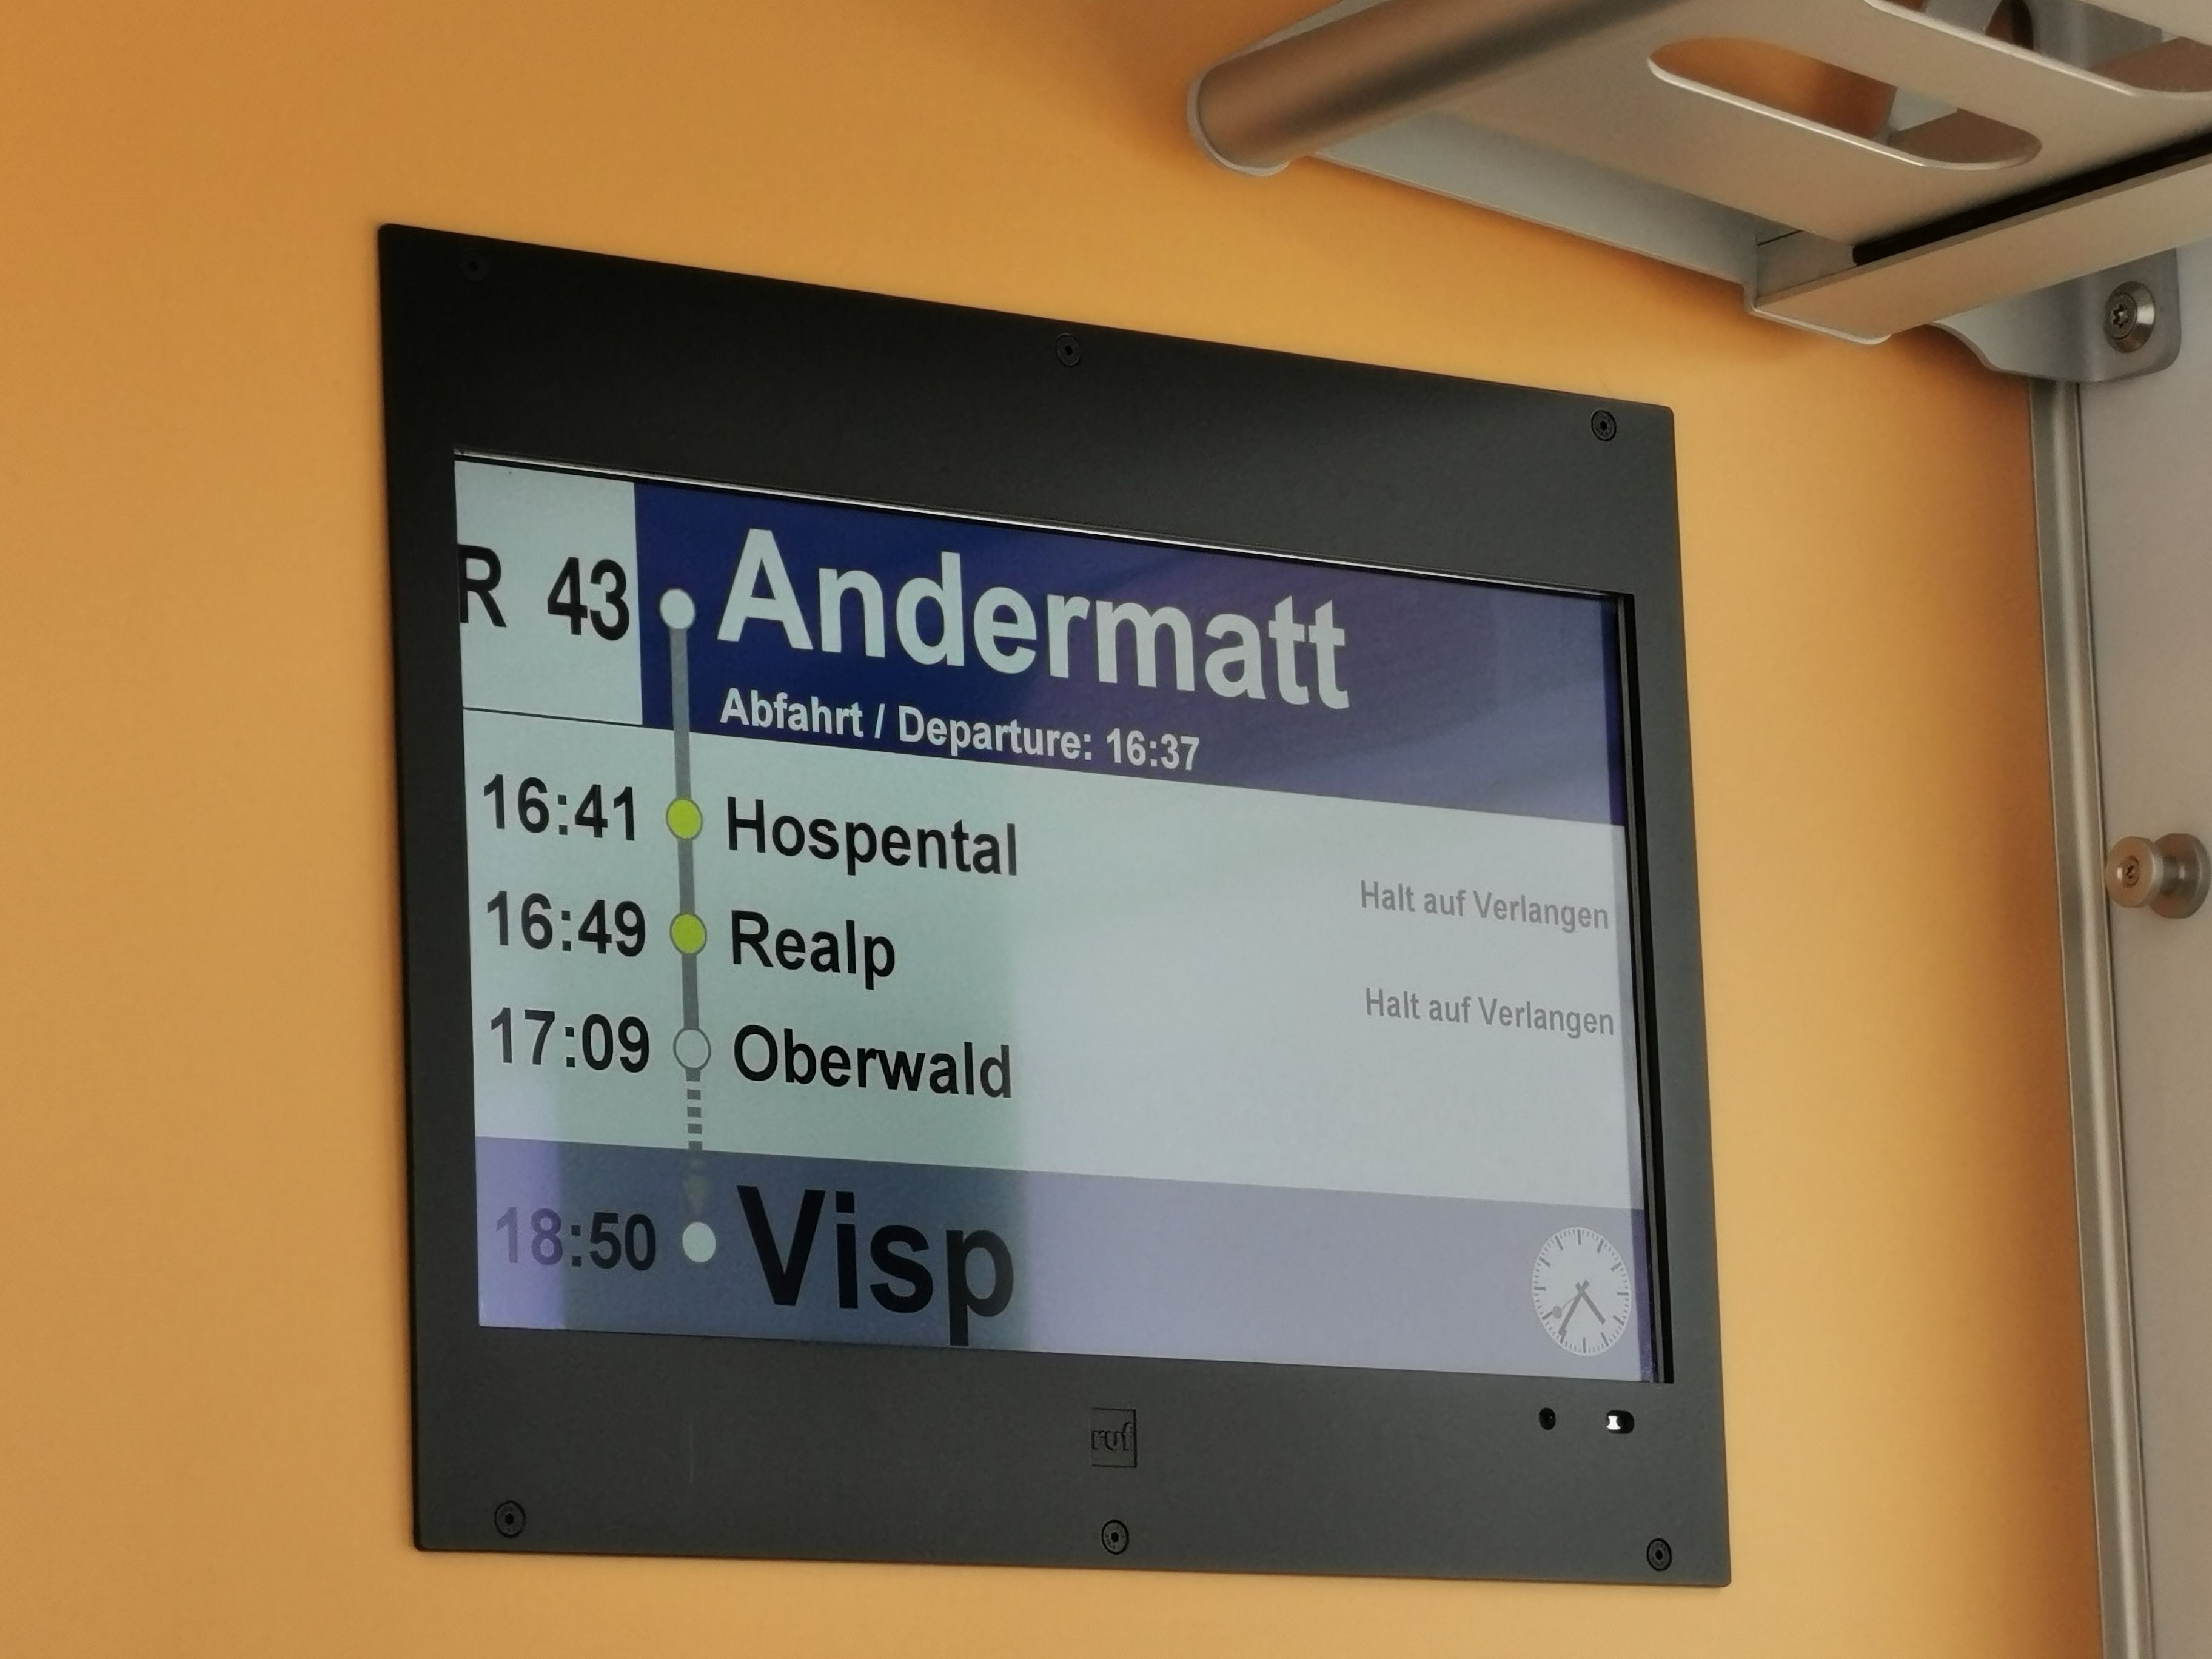 R 43
Andermatt
Abfahrt / Departure: 16:37
16:41 Hospental
Halt auf Verlangen
16:49 Realp
Halt auf Verlangen
17:09 Oberwald
18:50 Visp
ruf